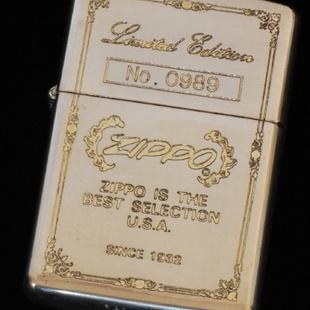 Limited Edition
No. 0989
ZIPPO
ZIPPO IS THE
BEST SELECTION
U.S.A.
SINCE 1932